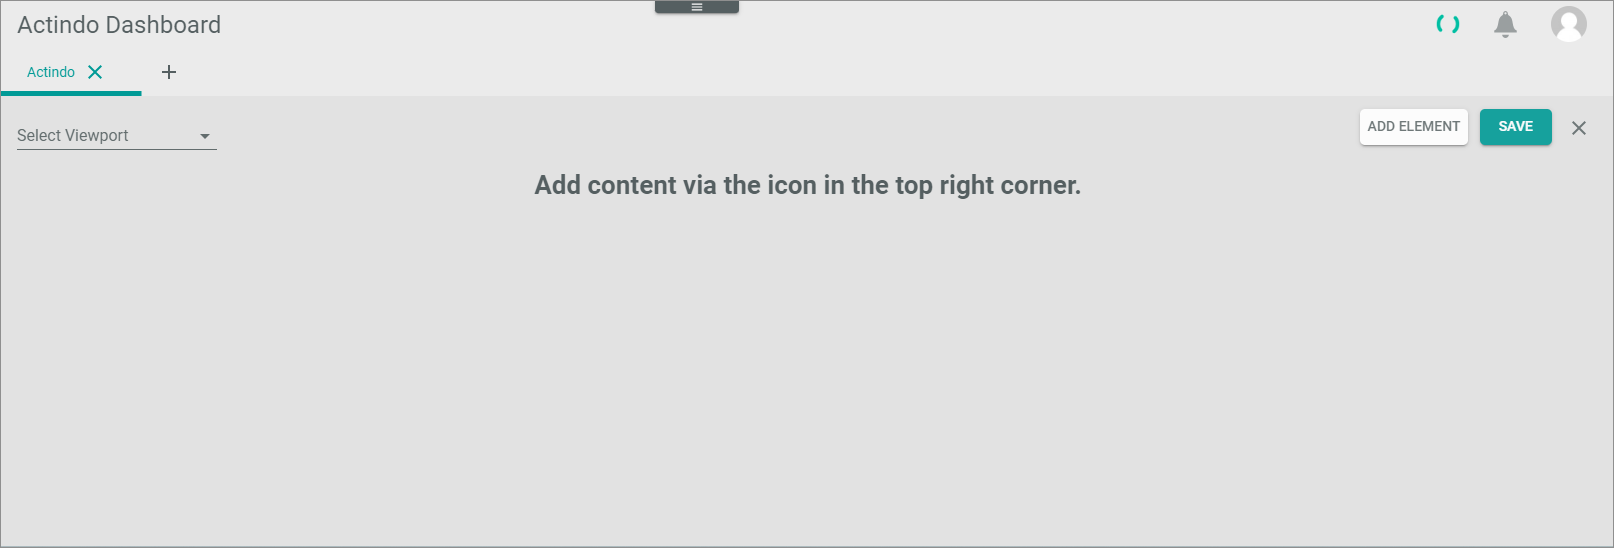 Actindo Dashboard
Actindo
Select Viewport
ADD ELEMENT
SAVE
Add content via the icon in the top right corner.